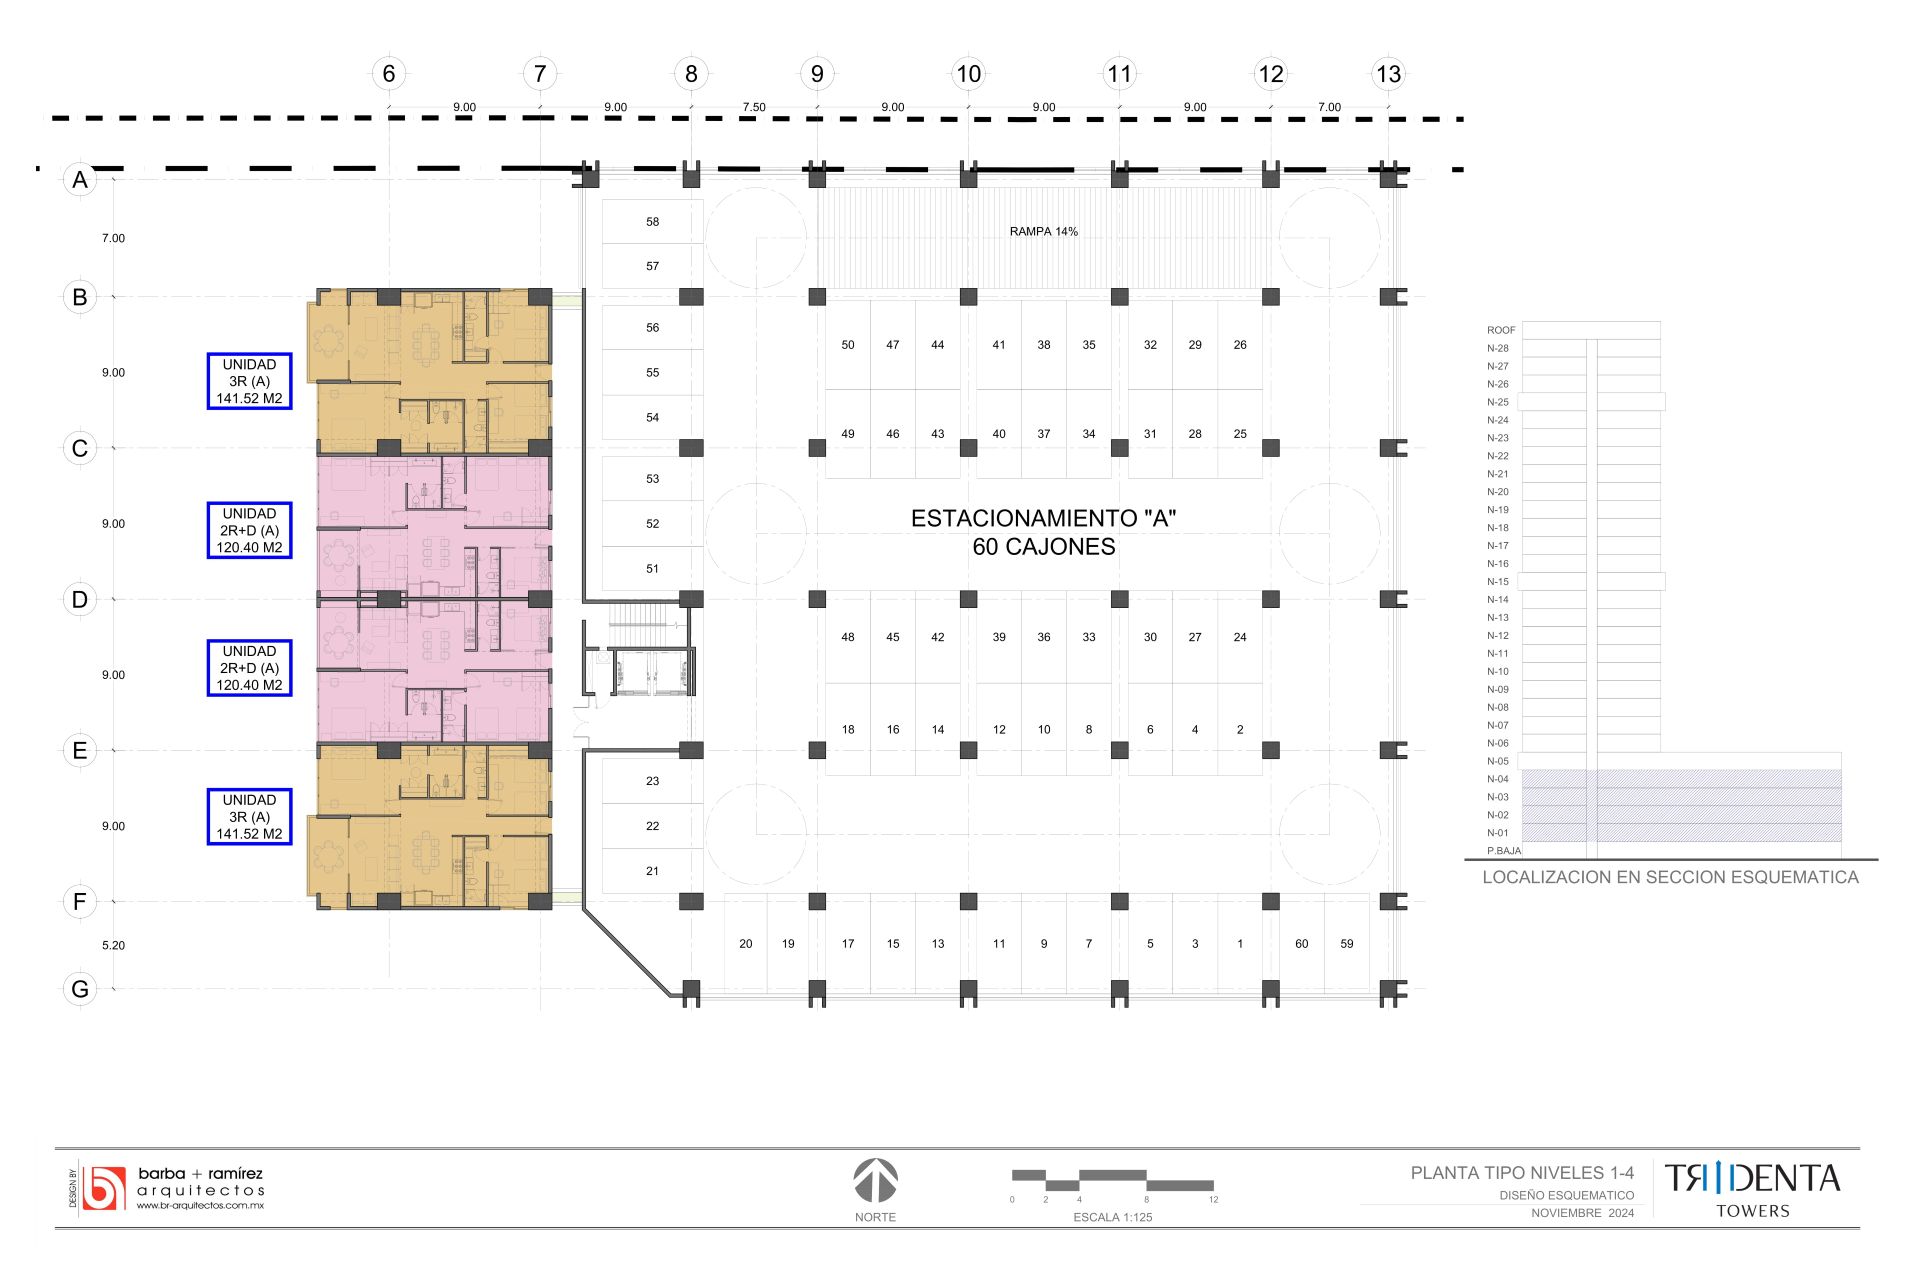 6 7 8 9 10 11 12 13
9.00 9.00 7.50 9.00 9.00 9.00 7.00
A
7.00
B
9.00
C
9.00
D
9.00
E
9.00
F
5.20
G
UNIDAD
3R (A)
141.52 M2
UNIDAD
2R+D (A)
120.40 M2
UNIDAD
2R+D (A)
120.40 M2
UNIDAD
3R (A)
141.52 M2
RAMPA 14%
58
57
56
55
54
53
52
51
50 47 44 41 38 35 32 29 26
49 46 43 40 37 34 31 28 25
ESTACIONAMIENTO "A"
60 CAJONES
48 45 42 39 36 33 30 27 24
18 16 14 12 10 8 6 4 2
23
22
21
20 19 17 15 13 11 9 7 5 3 1 60 59
ROOF
N-28
N-27
N-26
N-25
N-24
N-23
N-22
N-21
N-20
N-19
N-18
N-17
N-16
N-15
N-14
N-13
N-12
N-11
N-10
N-09
N-08
N-07
N-06
N-05
N-04
N-03
N-02
N-01
P.BAJA
LOCALIZACION EN SECCION ESQUEMATICA
DESIGN BY
barba + ramírez
arquitectos
www.br-arquitectos.com.mx
NORTE
0 2 4 8 12
ESCALA 1:125
PLANTA TIPO NIVELES 1-4
DISEÑO ESQUEMATICO
NOVIEMBRE 2024
TRIDENTA
TOWERS